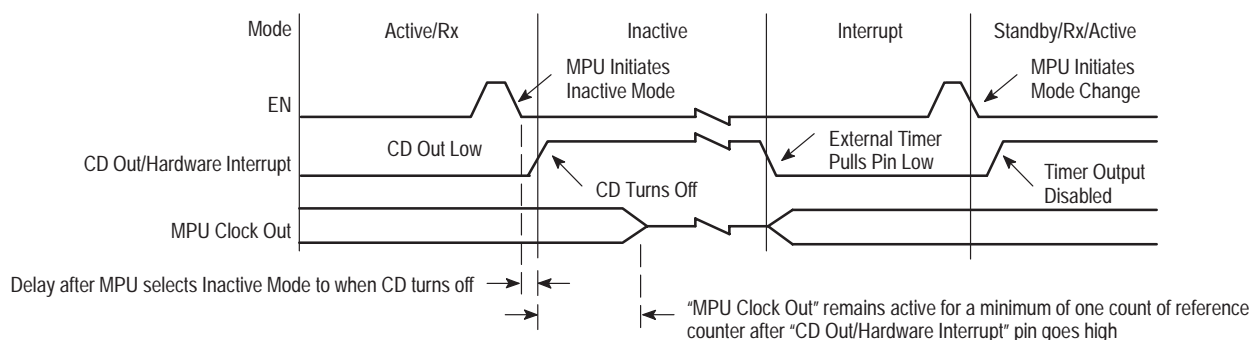 Mode Active/Rx Inactive Interrupt Standby/Rx/Active
EN
MPU Initiates
Inactive Mode
MPU Initiates
Mode Change
CD Out/Hardware Interrupt
CD Out Low
CD Turns Off
External Timer
Pulls Pin Low
Timer Output
Disabled
MPU Clock Out
Delay after MPU selects Inactive Mode to when CD turns off
“MPU Clock Out” remains active for a minimum of one count of reference
counter after “CD Out/Hardware Interrupt” pin goes high